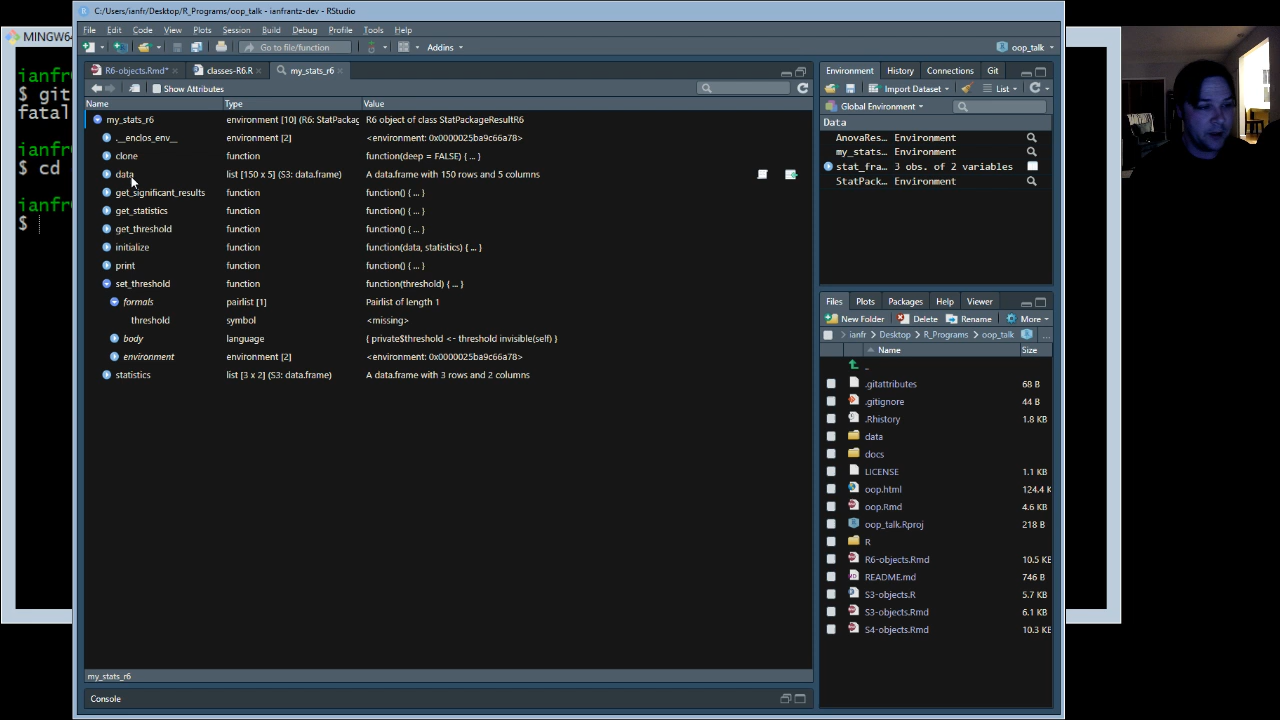 C:/Users/ianfr/Desktop/R_Programs/oop_talk - ianfrantz-dev - RStudio
File Edit Code View Plots Session Build Debug Profile Tools Help
Go to file/function Addins oop_talk
MINGW64
ianfr
$ git
fatal
ianfr
$ cd
ianfr
$
R6-objects.Rmd* classes-R6.R my_stats_r6
Show Attributes
Name Type Value
my_stats_r6 environment [10] (R6: StatPackag R6 object of class StatPackageResultR6
.__enclos_env__ environment [2] <environment: 0x0000025ba9c66a78>
clone function function(deep = FALSE) { ... }
data list [150 x 5] (S3: data.frame) A data.frame with 150 rows and 5 columns
get_significant_results function function() { ... }
get_statistics function function() { ... }
get_threshold function function() { ... }
initialize function function(data, statistics) { ... }
print function function() { ... }
set_threshold function function(threshold) { ... }
formals pairlist [1] Pairlist of length 1
threshold symbol <missing>
body language { private$threshold <- threshold invisible(self) }
environment environment [2] <environment: 0x0000025ba9c66a78>
statistics list [3 x 2] (S3: data.frame) A data.frame with 3 rows and 2 columns
my_stats_r6
Console
Environment History Connections Git
Import Dataset List
Global Environment
Data
AnovaRes… Environment
my_stats… Environment
stat_fra… 3 obs. of 2 variables
StatPack… Environment
Files Plots Packages Help Viewer
New Folder Delete Rename More
ianfr Desktop R_Programs oop_talk ...
Name Size
..
.gitattributes 68 B
.gitignore 44 B
.Rhistory 1.8 KB
data
docs
LICENSE 1.1 KB
oop.html 124.4 K
oop.Rmd 4.6 KB
oop_talk.Rproj 218 B
R
R6-objects.Rmd 10.5 KB
README.md 746 B
S3-objects.R 5.7 KB
S3-objects.Rmd 6.1 KB
S4-objects.Rmd 10.3 KB